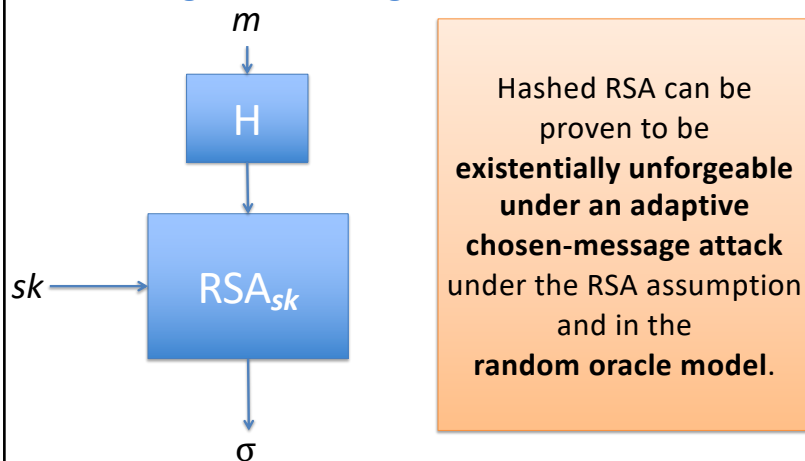 m
H
sk
RSAsk
σ
Hashed RSA can be
proven to be
existentially unforgeable
under an adaptive
chosen-message attack
under the RSA assumption
and in the
random oracle model.